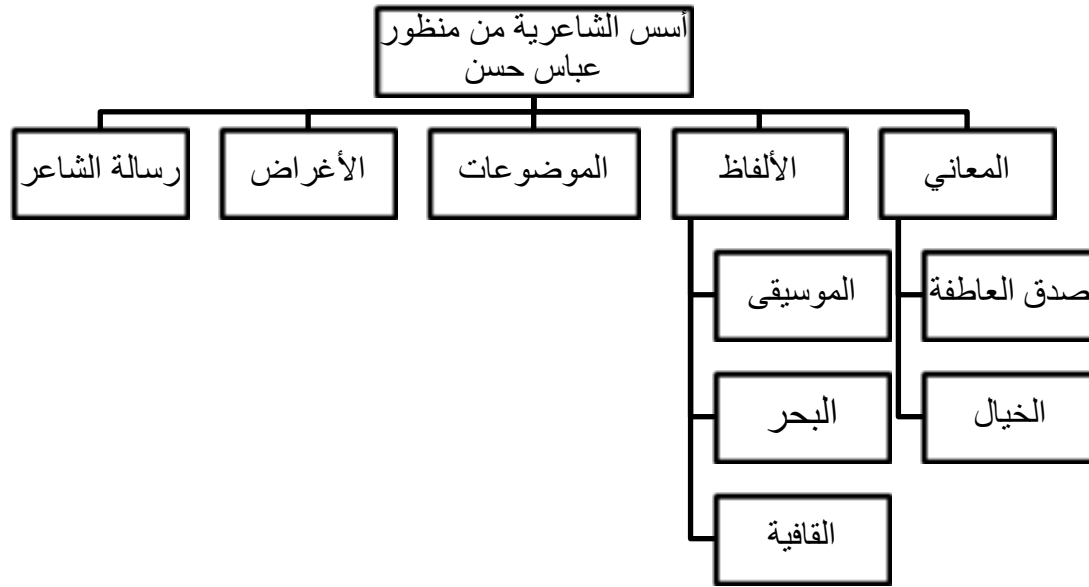 أسس الشاعرية من منظور
عباس حسن
المعاني
الألفاظ
الموضوعات
الأغراض
رسالة الشاعر
صدق العاطفة
الخيال
الموسيقى
البحر
القافية